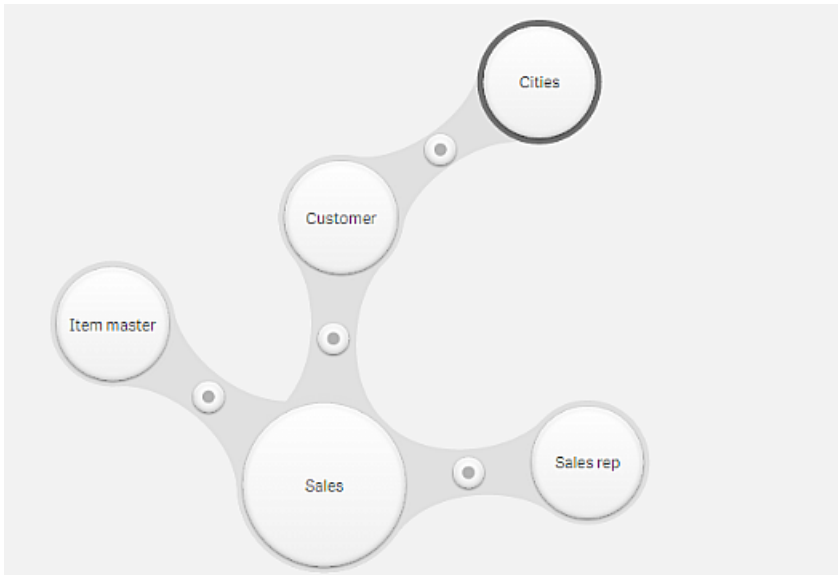 Cities
Customer
Item master
Sales rep
Sales